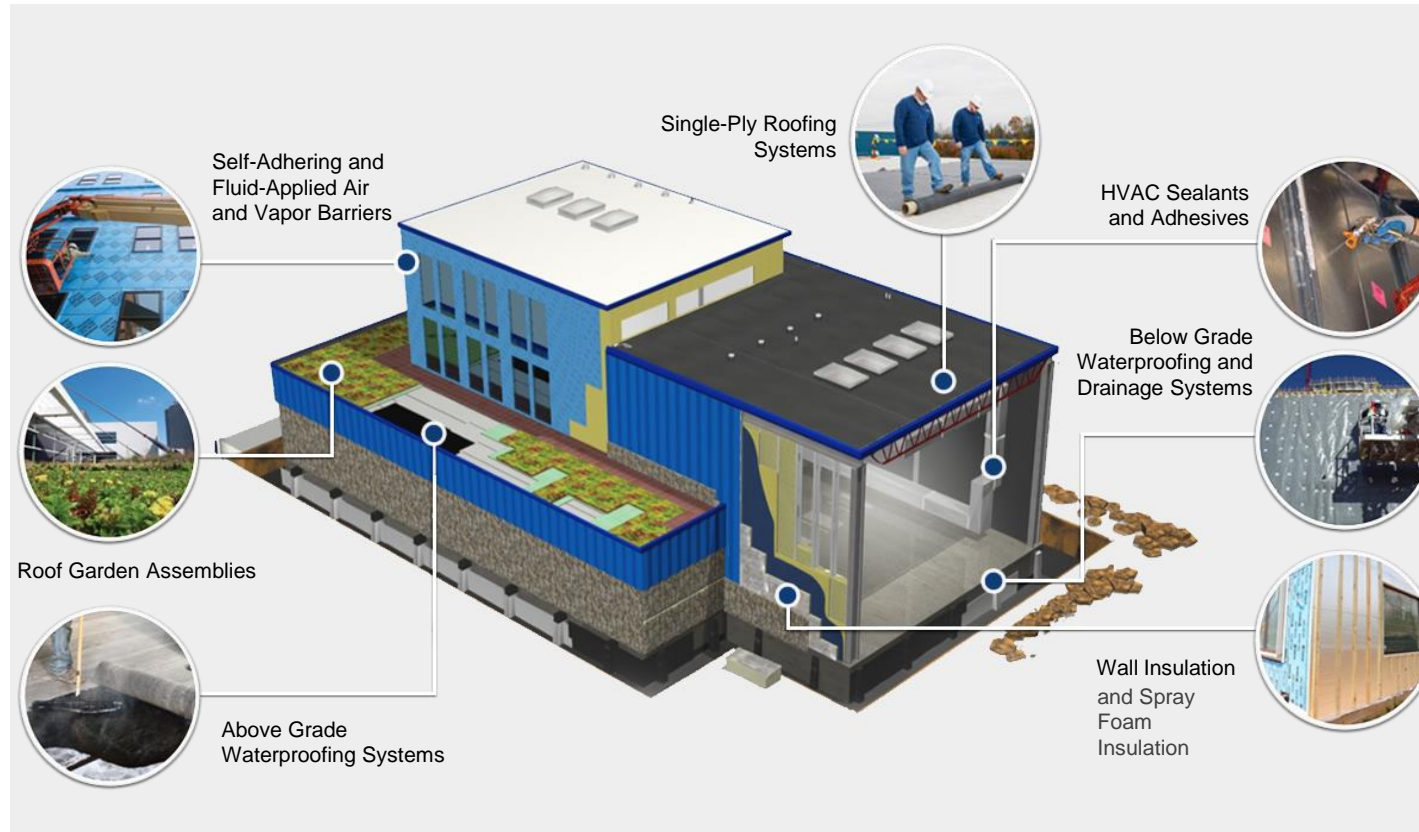 Single-Ply Roofing
Systems
Self-Adhering and
Fluid-Applied Air
and Vapor Barriers
HVAC Sealants
and Adhesives
Below Grade
Waterproofing and
Drainage Systems
Roof Garden Assemblies
Wall Insulation
and Spray
Foam
Insulation
Above Grade
Waterproofing Systems